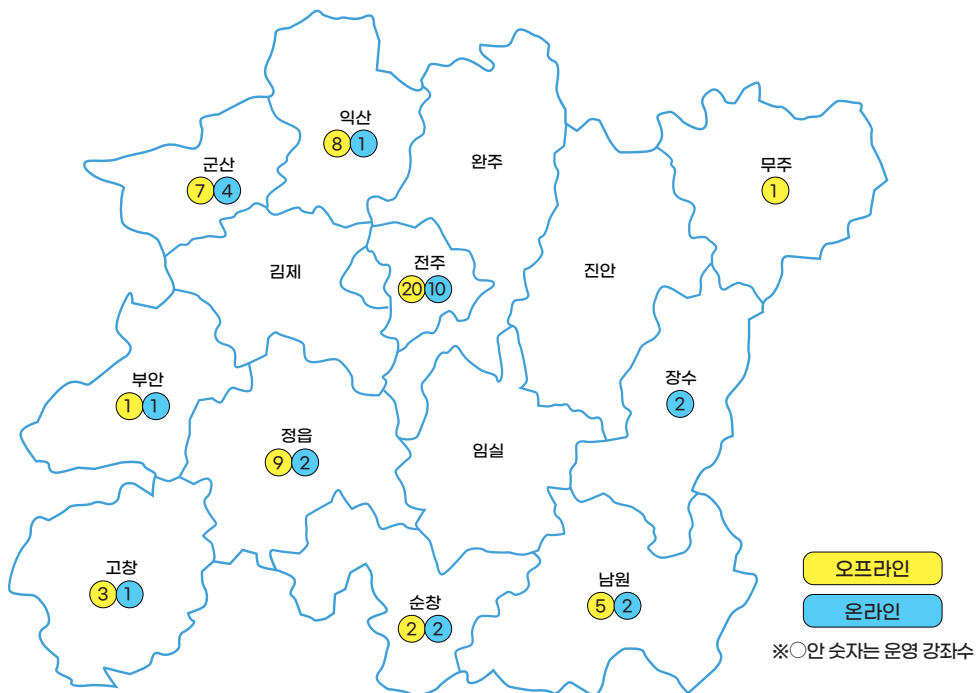 익산
8 1
완주
무주
1
군산
7 4
김제
전주
20 10
진안
부안
1 1
장수
2
정읍
9 2
임실
고창
3 1
순창
2 2
남원
5 2
오프라인
온라인
※○안 숫자는 운영 강좌수